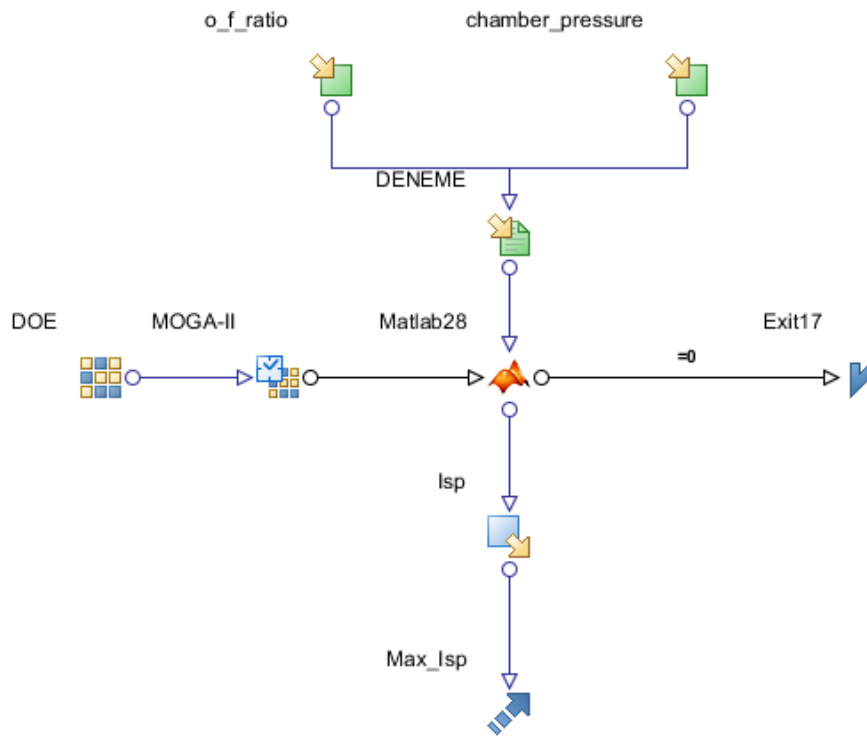 o_f_ratio
chamber_pressure
DENEME
DOE
MOGA-II
Matlab28
Exit17
=0
Isp
Max_Isp